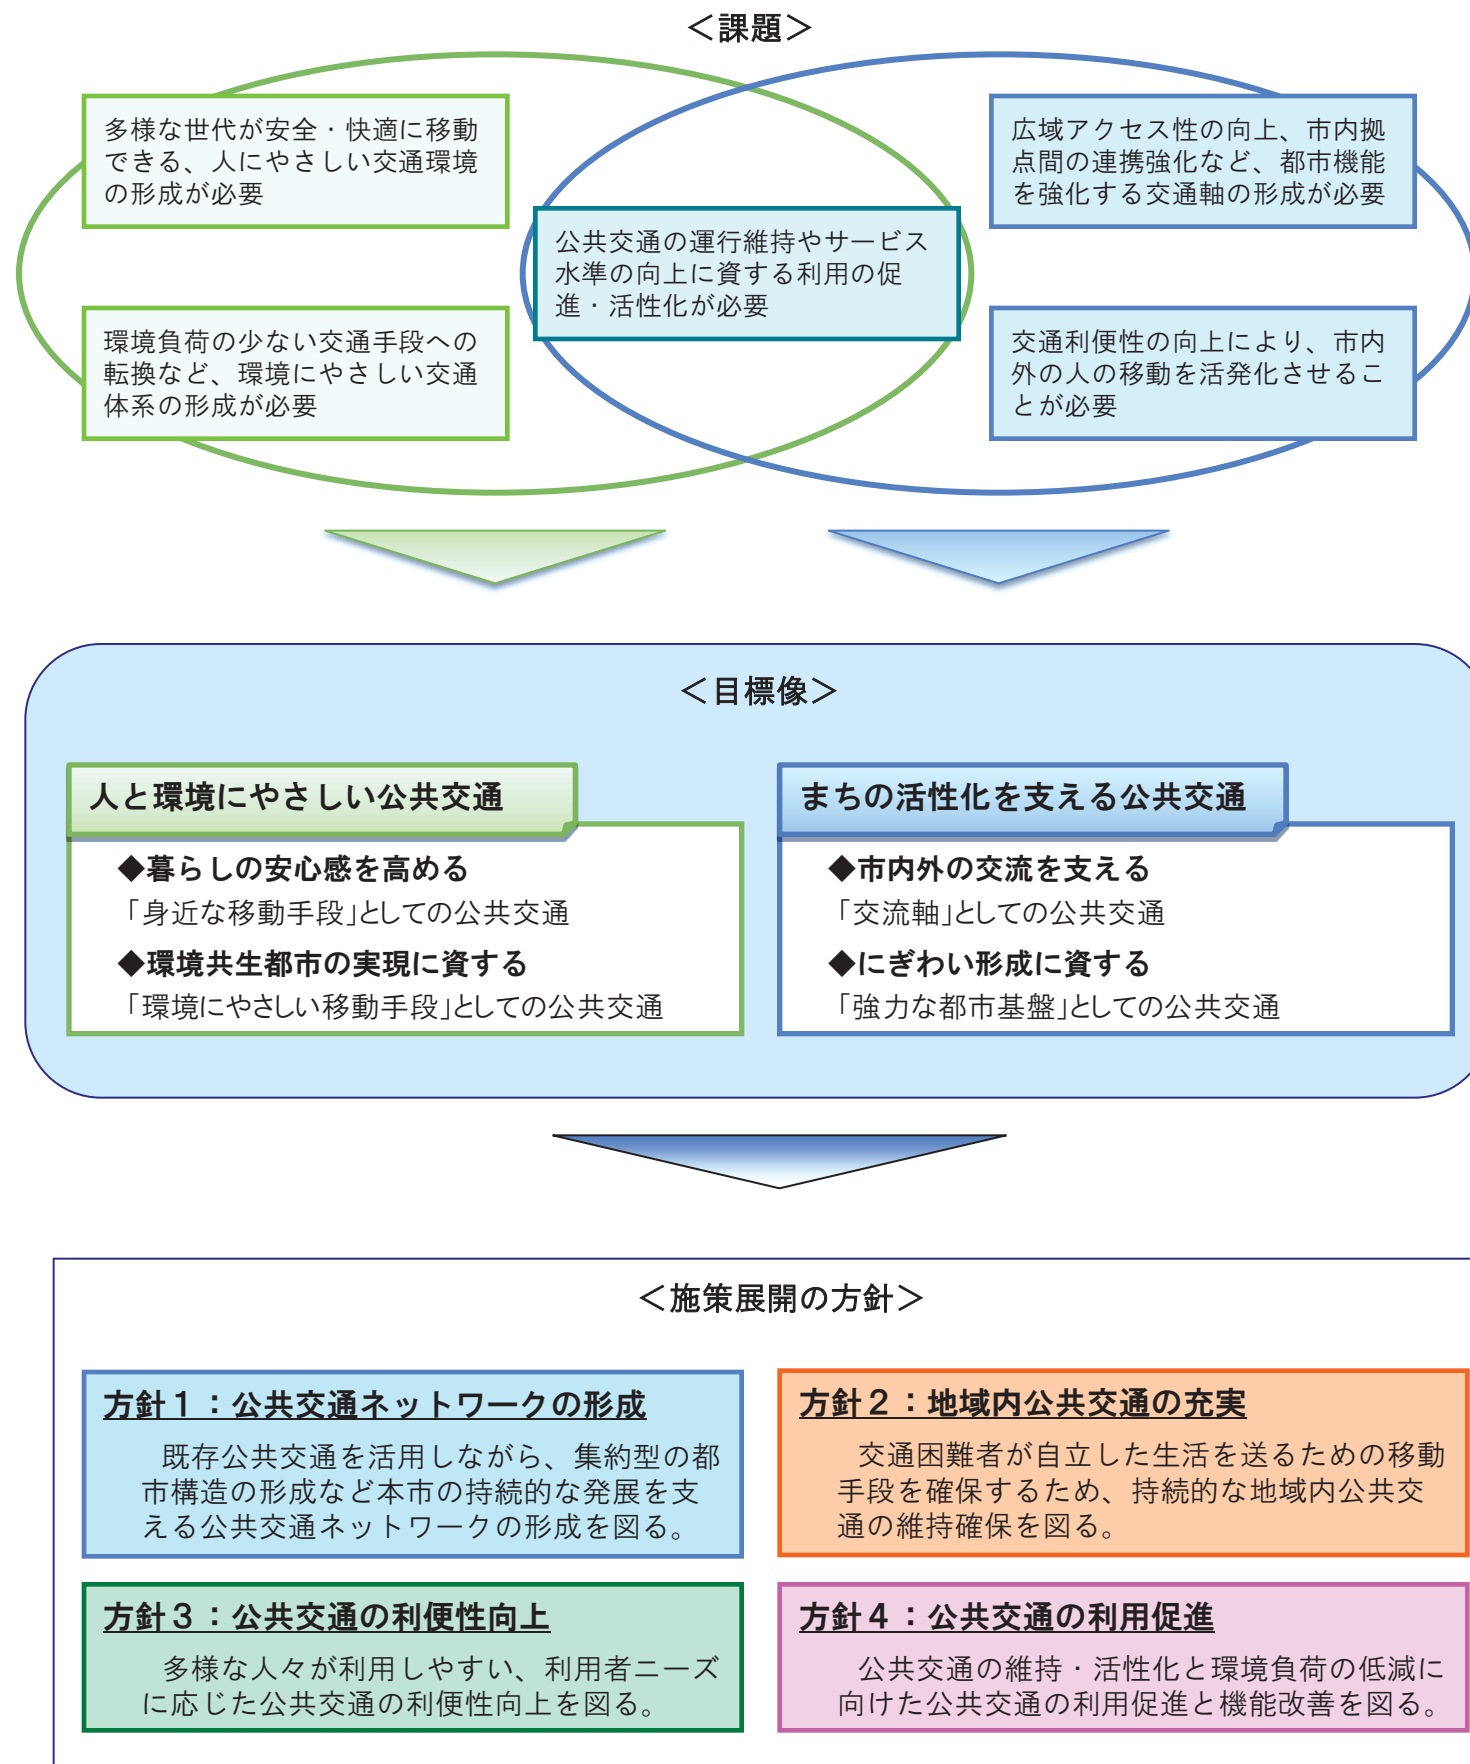 ＜課題＞
多様な世代が安全・快適に移動
できる、人にやさしい交通環境
の形成が必要
広域アクセス性の向上、市内拠
点間の連携強化など、都市機能
を強化する交通軸の形成が必要
公共交通の運行維持やサービス
水準の向上に資する利用の促
進・活性化が必要
環境負荷の少ない交通手段への
転換など、環境にやさしい交通
体系の形成が必要
交通利便性の向上により、市内
外の人の移動を活発化させるこ
とが必要
＜目標像＞
人と環境にやさしい公共交通
◆暮らしの安心感を高める
「身近な移動手段」としての公共交通
◆環境共生都市の実現に資する
「環境にやさしい移動手段」としての公共交通
まちの活性化を支える公共交通
◆市内外の交流を支える
「交流軸」としての公共交通
◆にぎわい形成に資する
「強力な都市基盤」としての公共交通
＜施策展開の方針＞
方針１：公共交通ネットワークの形成
既存公共交通を活用しながら、集約型の都
市構造の形成など本市の持続的な発展を支
える公共交通ネットワークの形成を図る。
方針２：地域内公共交通の充実
交通困難者が自立した生活を送るための移動
手段を確保するため、持続的な地域内公共交
通の維持確保を図る。
方針３：公共交通の利便性向上
多様な人々が利用しやすい、利用者ニーズ
に応じた公共交通の利便性向上を図る。
方針４：公共交通の利用促進
公共交通の維持・活性化と環境負荷の低減に
向けた公共交通の利用促進と機能改善を図る。